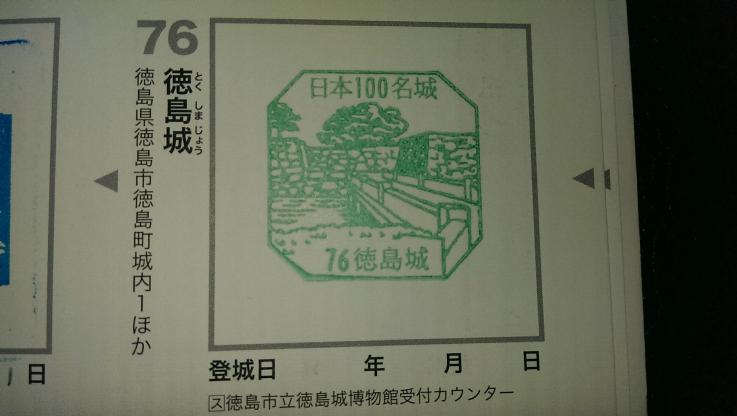 76
徳島城
とくしまじょう
徳島県徳島市徳島町城内1ほか
日本100名城
76徳島城
登城日 年 月 日
ス徳島市立徳島城博物館受付カウンター
日